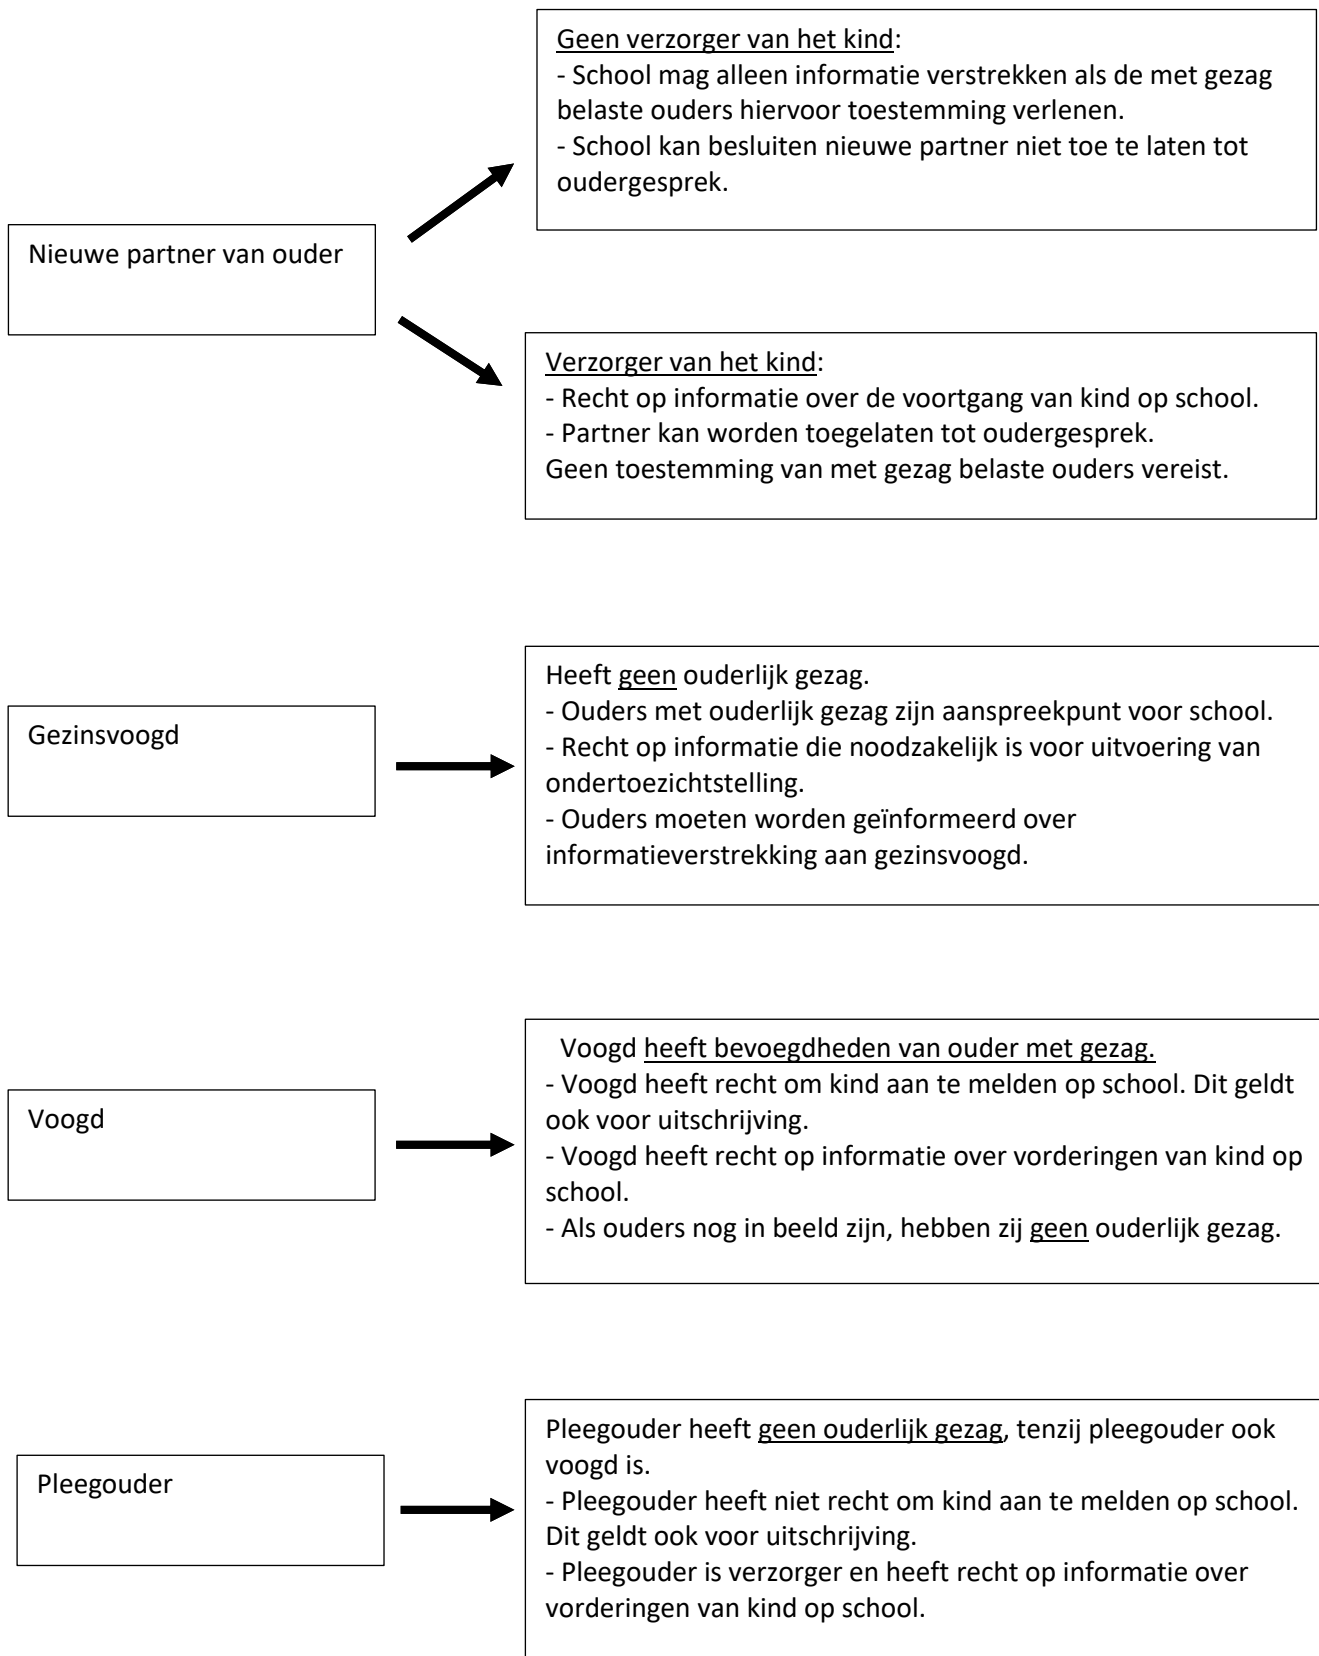 Geen verzorger van het kind:
- School mag alleen informatie verstrekken als de met gezag
belaste ouders hiervoor toestemming verlenen.
- School kan besluiten nieuwe partner niet toe te laten tot
oudergesprek.
Nieuwe partner van ouder
Verzorger van het kind:
- Recht op informatie over de voortgang van kind op school.
- Partner kan worden toegelaten tot oudergesprek.
Geen toestemming van met gezag belaste ouders vereist.
Gezinsvoogd
Heeft geen ouderlijk gezag.
- Ouders met ouderlijk gezag zijn aanspreekpunt voor school.
- Recht op informatie die noodzakelijk is voor uitvoering van
ondertoezichtstelling.
- Ouders moeten worden geïnformeerd over
informatieverstrekking aan gezinsvoogd.
Voogd
Voogd heeft bevoegdheden van ouder met gezag.
- Voogd heeft recht om kind aan te melden op school. Dit geldt
ook voor uitschrijving.
- Voogd heeft recht op informatie over vorderingen van kind op
school.
- Als ouders nog in beeld zijn, hebben zij geen ouderlijk gezag.
Pleegouder
Pleegouder heeft geen ouderlijk gezag, tenzij pleegouder ook
voogd is.
- Pleegouder heeft niet recht om kind aan te melden op school.
Dit geldt ook voor uitschrijving.
- Pleegouder is verzorger en heeft recht op informatie over
vorderingen van kind op school.